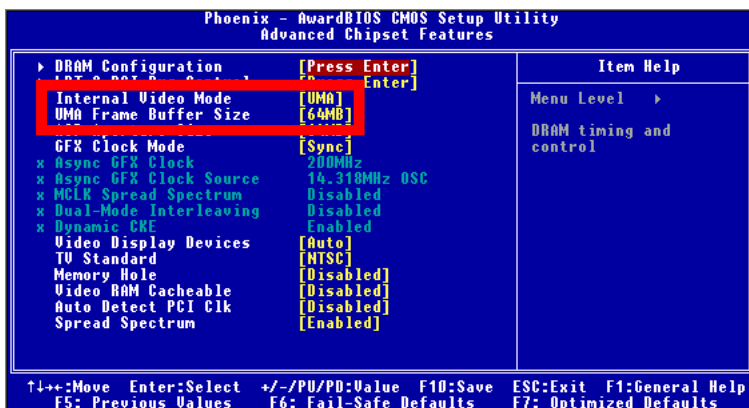 Phoenix - AwardBIOS CMOS Setup Utility
Advanced Chipset Features
DRAM Configuration [Press Enter]
Enter]
Internal Video Mode [UMA]
UMA Frame Buffer Size [64MB]
GFX Clock Mode [Sync]
x Async GFX Clock 200MHz
x Async GFX Clock Source 14.318MHz OSC
x MCLK Spread Spectrum Disabled
x Dual-Mode Interleaving Disabled
x Dynamic CKE Enabled
Video Display Devices [Auto]
TV Standard [NTSC]
Memory Hole [Disabled]
Video RAM Cacheable [Disabled]
Auto Detect PCI Clk [Disabled]
Spread Spectrum [Enabled]
Item Help
Menu Level
DRAM timing and
control
↑↓→←:Move Enter:Select +/-/PU/PD:Value F10:Save ESC:Exit F1:General Help
F5: Previous Values F6: Fail-Safe Defaults F7: Optimized Defaults